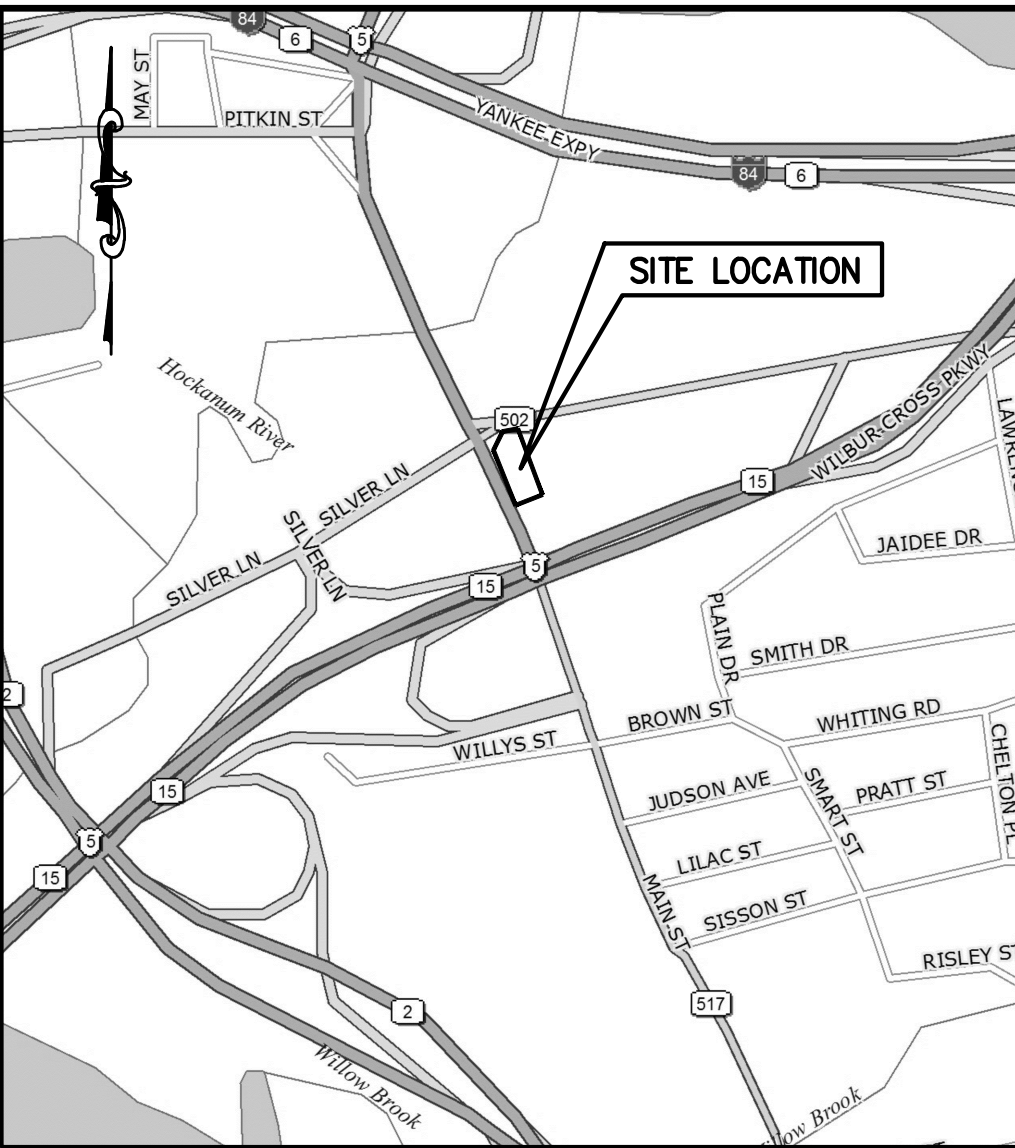 84
6
5
MAY ST
PITKIN ST
YANKEE EXPY
84
6
SITE LOCATION
Hockanum River
502
WILBUR CROSS PKWY
15
SILVER LN
SILVER LN
SILVER LN
JAIDEE DR
5
15
PLAIN DR
SMITH DR
2
BROWN ST
WHITING RD
WILLYS ST
CHELTON PL
15
JUDSON AVE
SMART ST
PRATT ST
5
LILAC ST
15
MAIN ST
SISSON ST
RISLEY ST
2
517
Willow Brook
Willow Brook